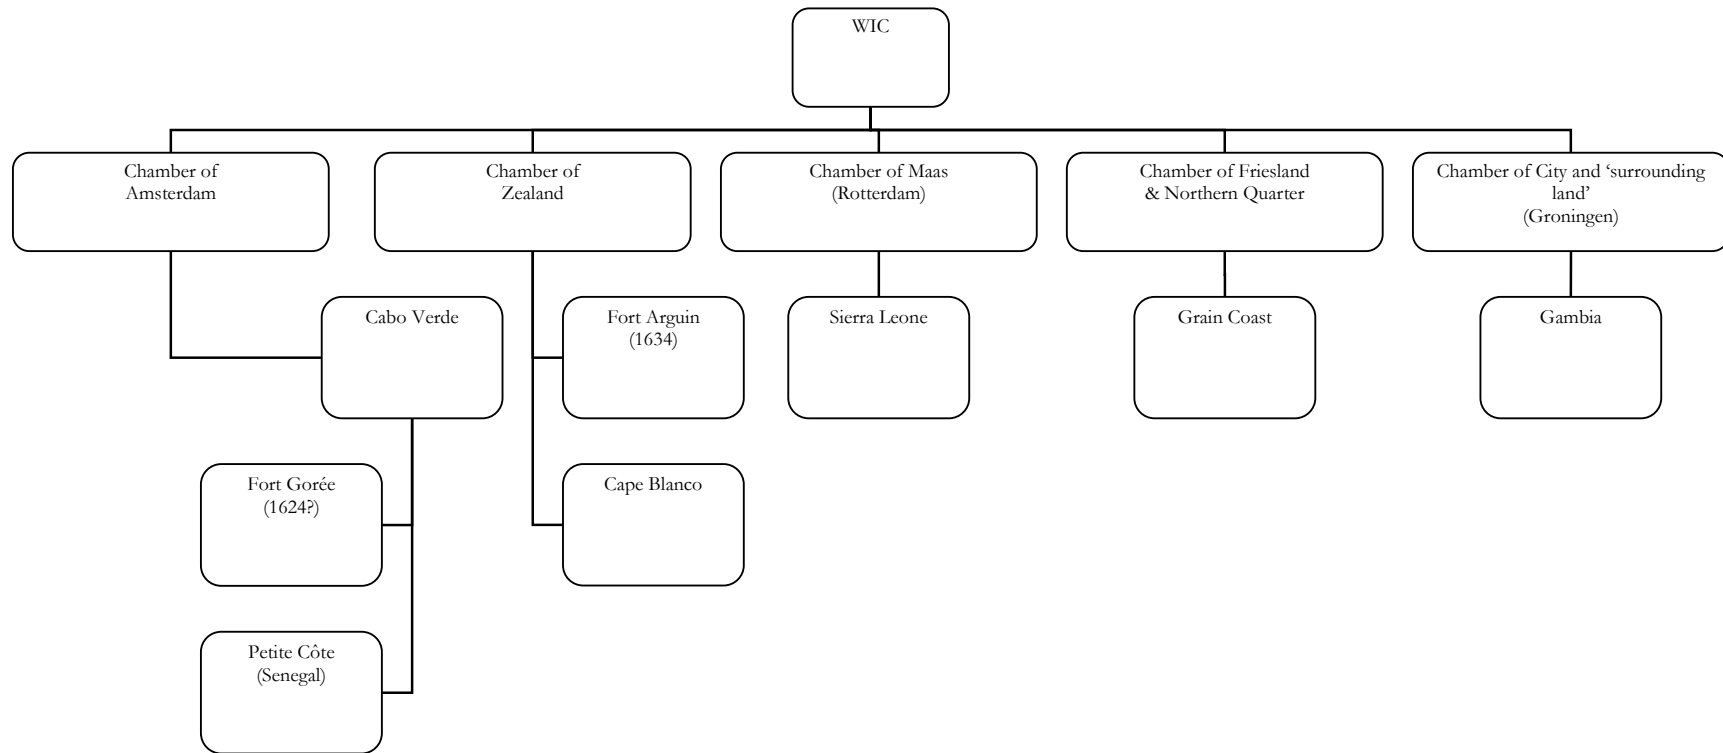 WIC
Chamber of
Amsterdam
Chamber of
Zealand
Chamber of Maas
(Rotterdam)
Chamber of Friesland
& Northern Quarter
Chamber of City and ‘surrounding
land’
(Groningen)
Cabo Verde
Fort Arguin
(1634)
Sierra Leone
Grain Coast
Gambia
Fort Gorée
(1624?)
Cape Blanco
Petite Côte
(Senegal)